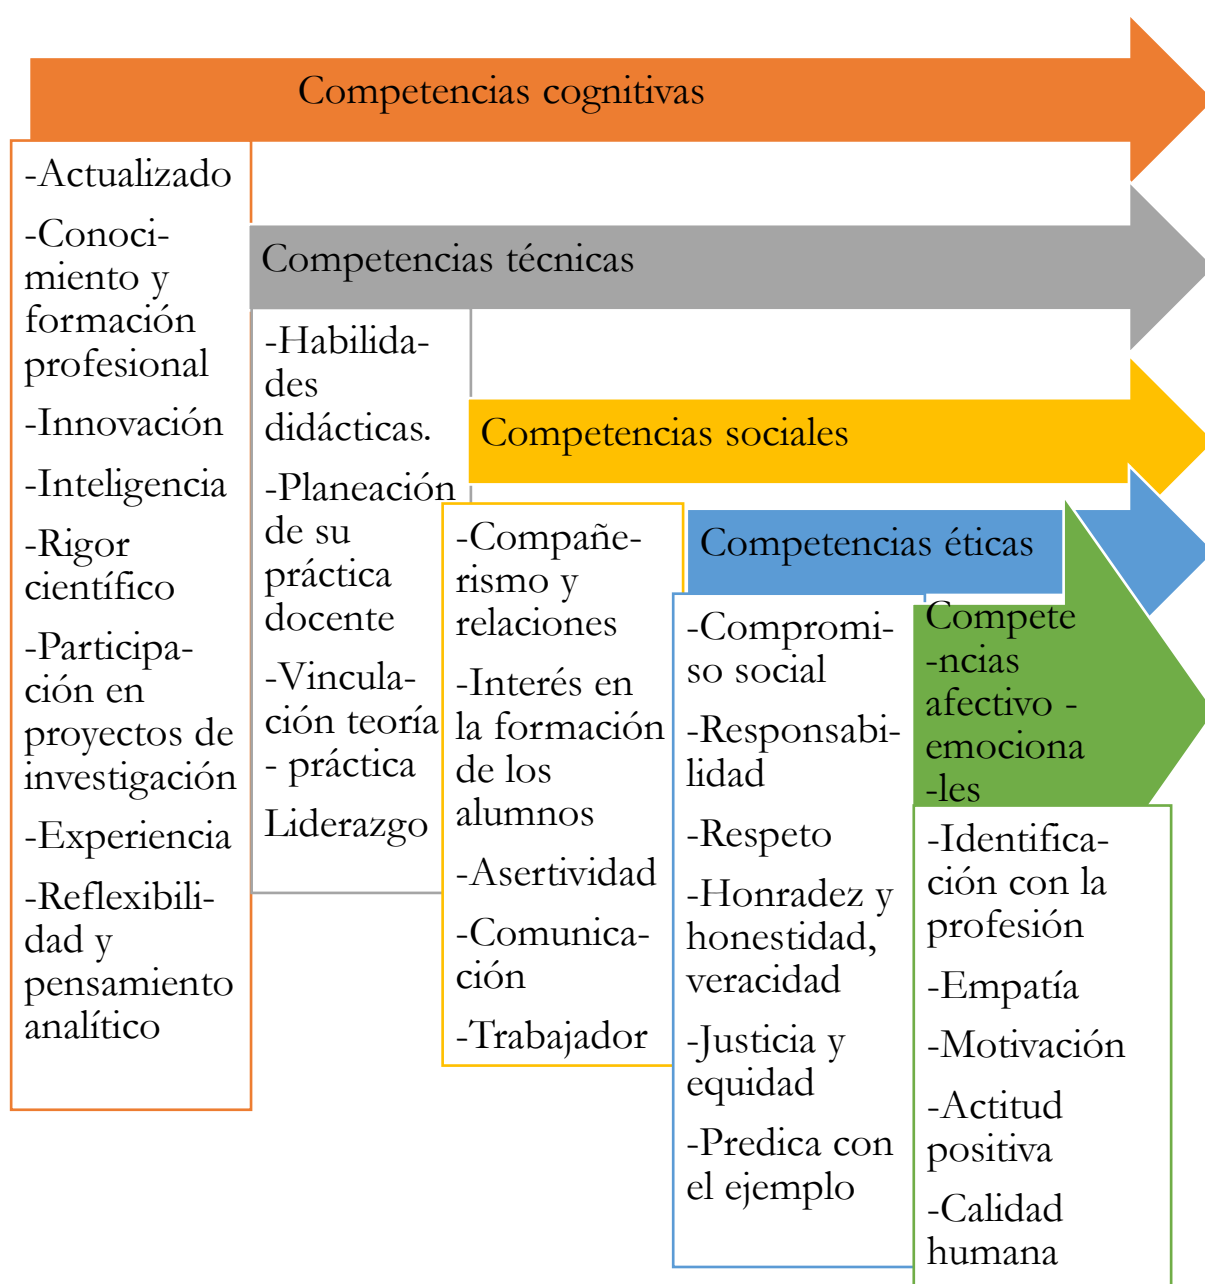 Competencias cognitivas
-Actualizado
-Conoci-
miento y
formación
profesional
-Innovación
-Inteligencia
-Rigor
científico
-Participa-
ción en
proyectos de
investigación
-Experiencia
-Reflexibili-
dad y
pensamiento
analítico
Competencias técnicas
-Habilida-
des
didácticas.
-Planeación
de su
práctica
docente
-Vincula-
ción teoría
- práctica
Liderazgo
Competencias sociales
-Compañe-
rismo y
relaciones
-Interés en
la formación
de los
alumnos
-Asertividad
-Comunica-
ción
-Trabajador
Competencias éticas
-Compromi-
so social
-Responsabi-
lidad
-Respeto
-Honradez y
honestidad,
veracidad
-Justicia y
equidad
-Predica con
el ejemplo
Compete
-ncias
afectivo -
emociona
-les
-Identifica-
ción con la
profesión
-Empatía
-Motivación
-Actitud
positiva
-Calidad
humana